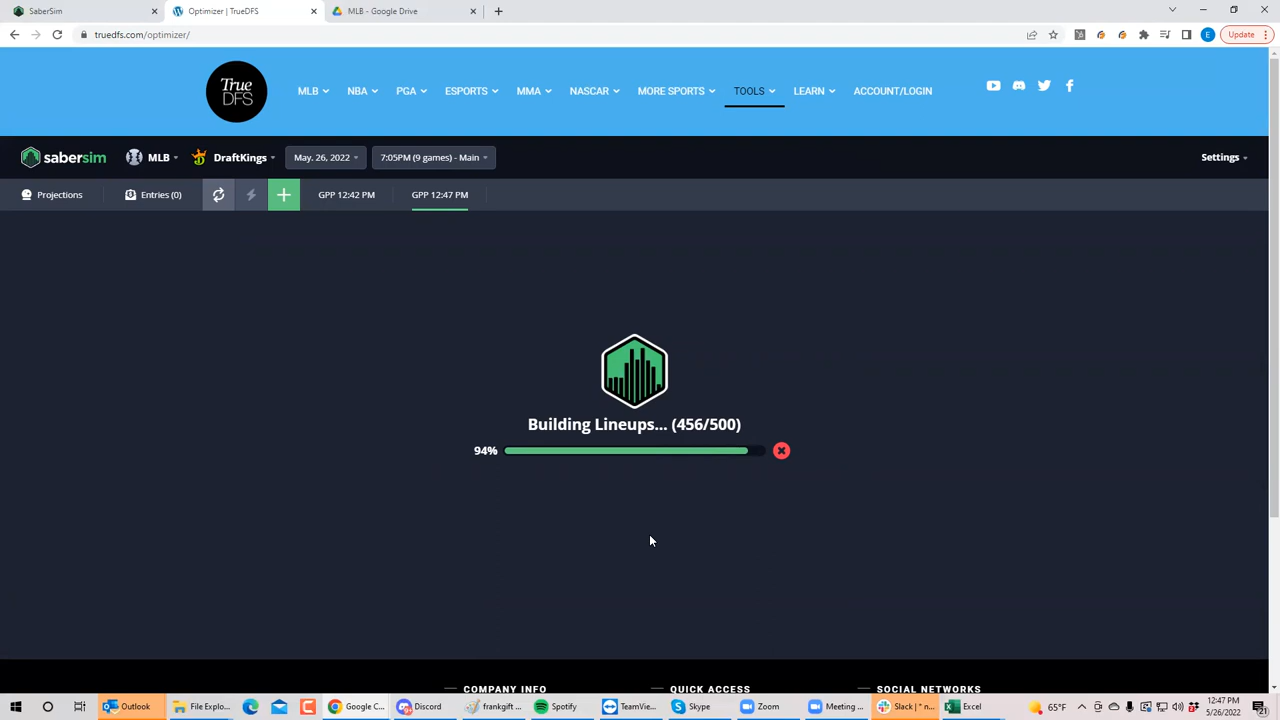 SaberSim
Optimizer | TrueDFS
MLB - Google Drive
truedfs.com/optimizer/
E
Update
True
DFS
MLB
NBA
PGA
ESPORTS
MMA
NASCAR
MORE SPORTS
TOOLS
LEARN
ACCOUNT/LOGIN
sabersim
MLB
DraftKings
May. 26, 2022
7:05PM (9 games) - Main
Settings
Projections
Entries (0)
GPP 12:42 PM
GPP 12:47 PM
Building Lineups... (456/500)
94%
COMPANY INFO
QUICK ACCESS
SOCIAL NETWORKS
Outlook
File Explo...
Google C...
Discord
frankgift ...
Spotify
TeamVie...
Skype
Zoom
Meeting ...
Slack | * n...
Excel
65°F
12:47 PM
5/26/2022
21